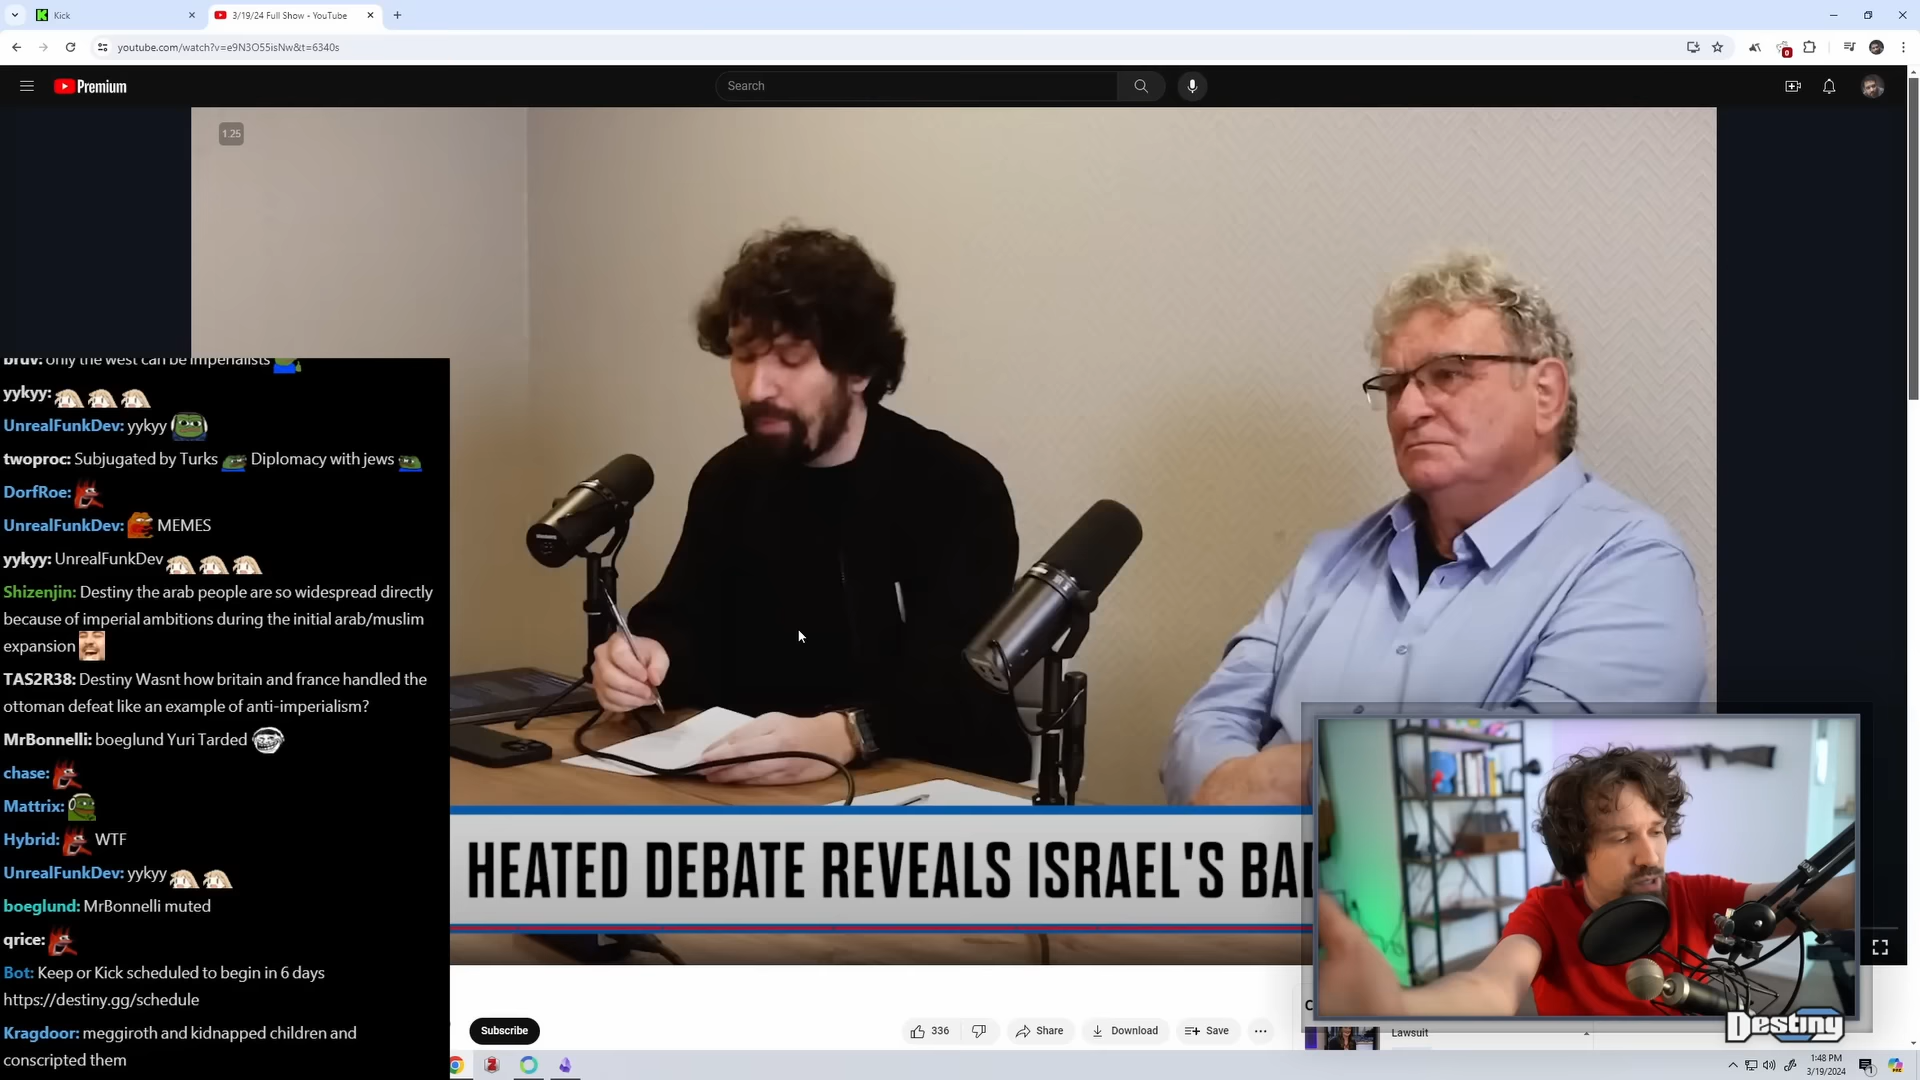 Kick
3/19/24 Full Show - YouTube
youtube.com/watch?v=e9N3O55isNw&t=6340s
0
Premium
Search
1.25
bruv: only the west can be imperialists
yykyy:
UnrealFunkDev: yykyy
twoproc: Subjugated by Turks Diplomacy with jews
DorfRoe:
UnrealFunkDev: MEMES
yykyy: UnrealFunkDev
Shizenjin: Destiny the arab people are so widespread directly
because of imperial ambitions during the initial arab/muslim
expansion
TAS2R38: Destiny Wasnt how britain and france handled the
ottoman defeat like an example of anti-imperialism?
MrBonnelli: boeglund Yuri Tarded
chase:
Mattrix:
Hybrid: WTF
UnrealFunkDev: yykyy
boeglund: MrBonnelli muted
qrice:
Bot: Keep or Kick scheduled to begin in 6 days
https://destiny.gg/schedule
Kragdoor: meggiroth and kidnapped children and
conscripted them
HEATED DEBATE REVEALS ISRAEL'S BA
Subscribe
336
Share
Download
Save
Lawsuit
Destiny
1:48 PM
3/19/2024